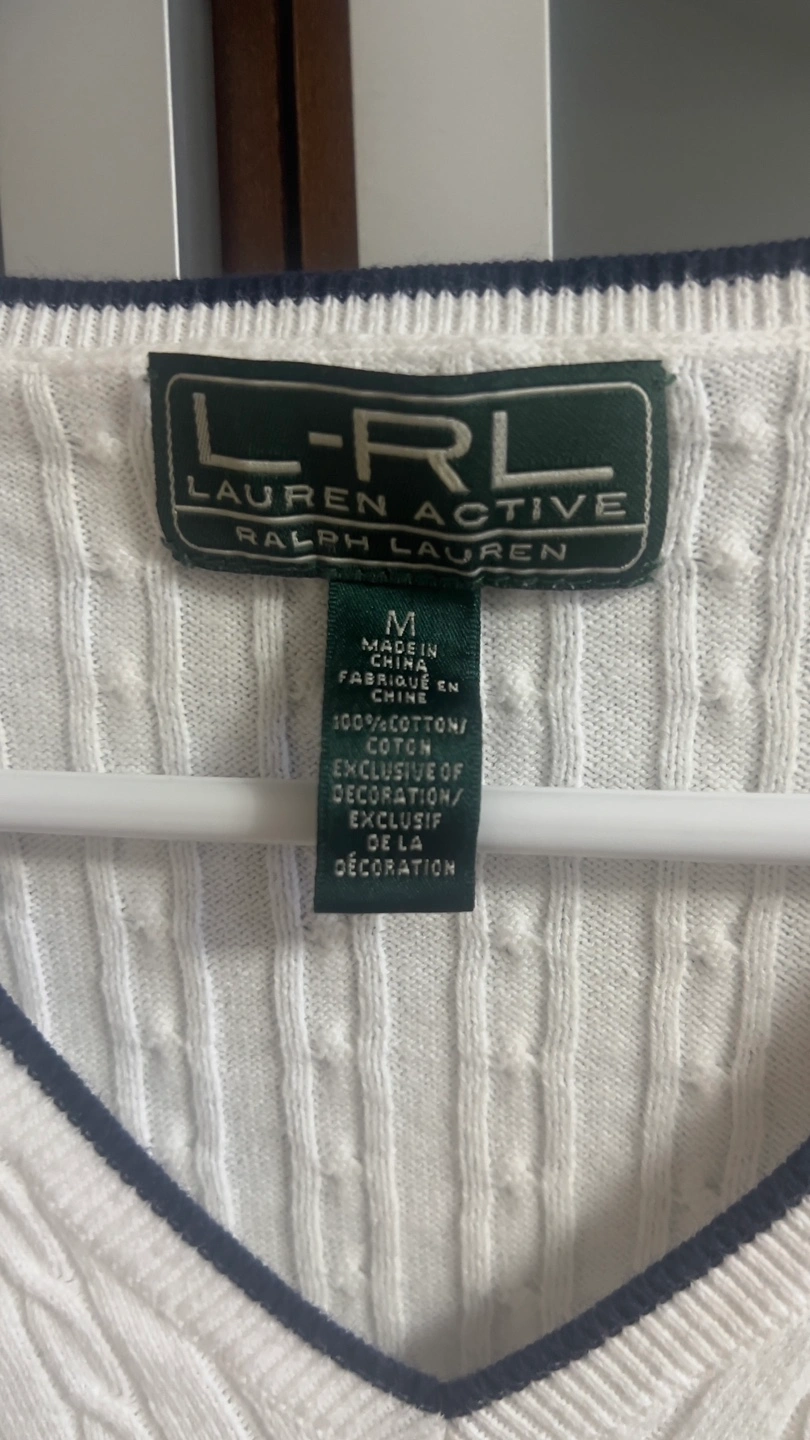 L-RL
LAUREN ACTIVE
RALPH LAUREN
M
MADE IN
CHINA
FABRIQUÉ EN
CHINE
100% COTTON/
COTON
EXCLUSIVE OF
DECORATION/
EXCLUSIF
DE LA
DÉCORATION